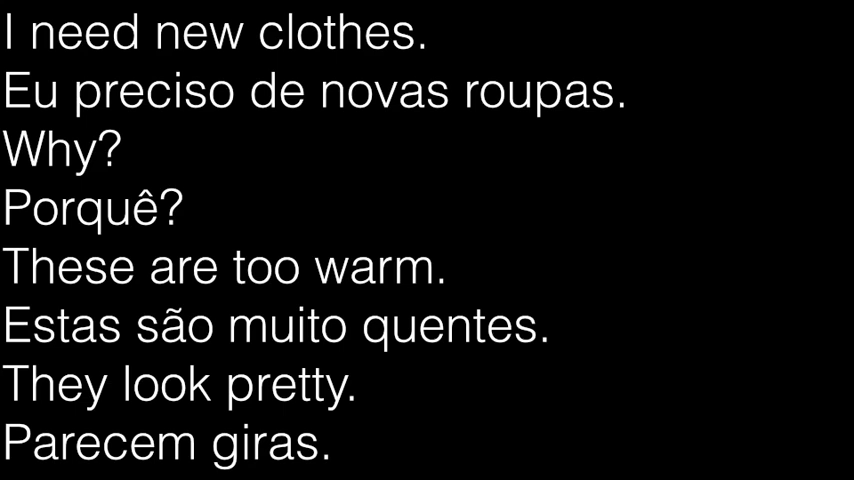 I need new clothes.
Eu preciso de novas roupas.
Why?
Porquê?
These are too warm.
Estas são muito quentes.
They look pretty.
Parecem giras.